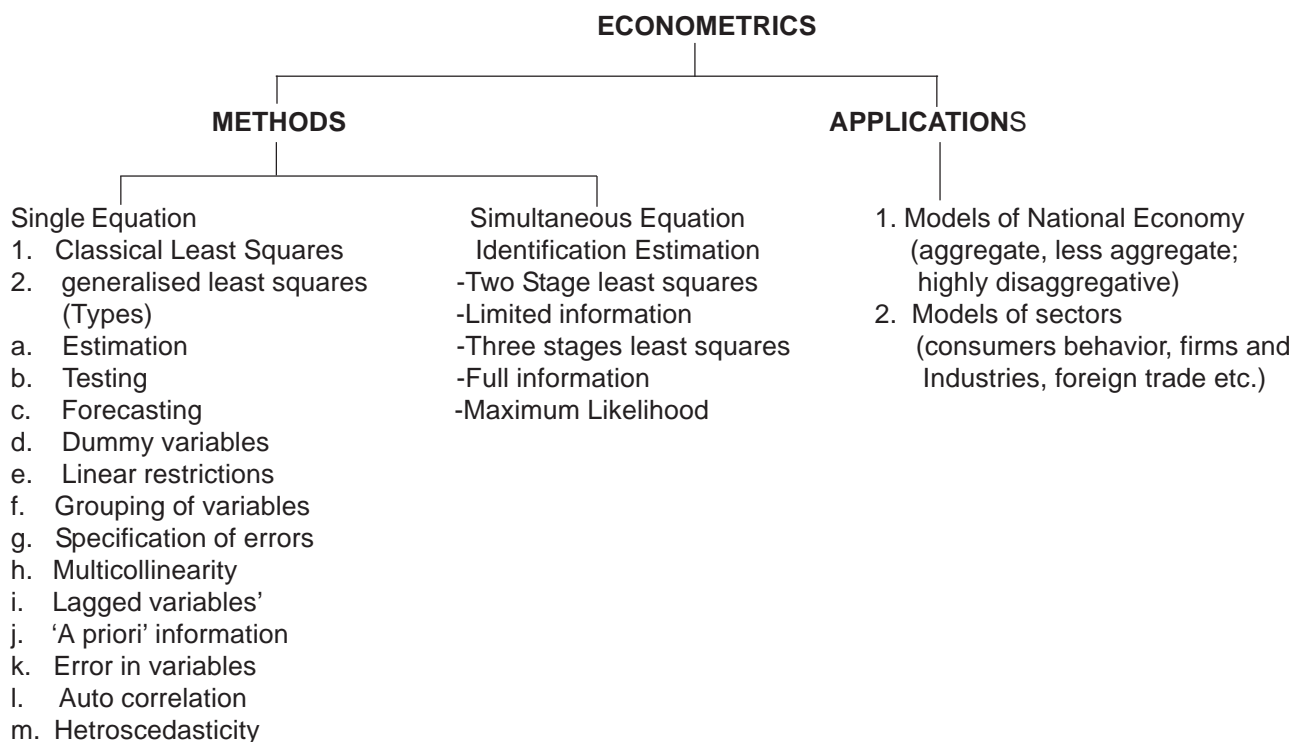 ECONOMETRICS
METHODS
APPLICATIONS
Single Equation
1. Classical Least Squares
2. generalised least squares
(Types)
a. Estimation
b. Testing
c. Forecasting
d. Dummy variables
e. Linear restrictions
f. Grouping of variables
g. Specification of errors
h. Multicollinearity
i. Lagged variables’
j. ‘A priori’ information
k. Error in variables
l. Auto correlation
m. Hetroscedasticity
Simultaneous Equation
Identification Estimation
-Two Stage least squares
-Limited information
-Three stages least squares
-Full information
-Maximum Likelihood
1. Models of National Economy
(aggregate, less aggregate;
highly disaggregative)
2. Models of sectors
(consumers behavior, firms and
Industries, foreign trade etc.)